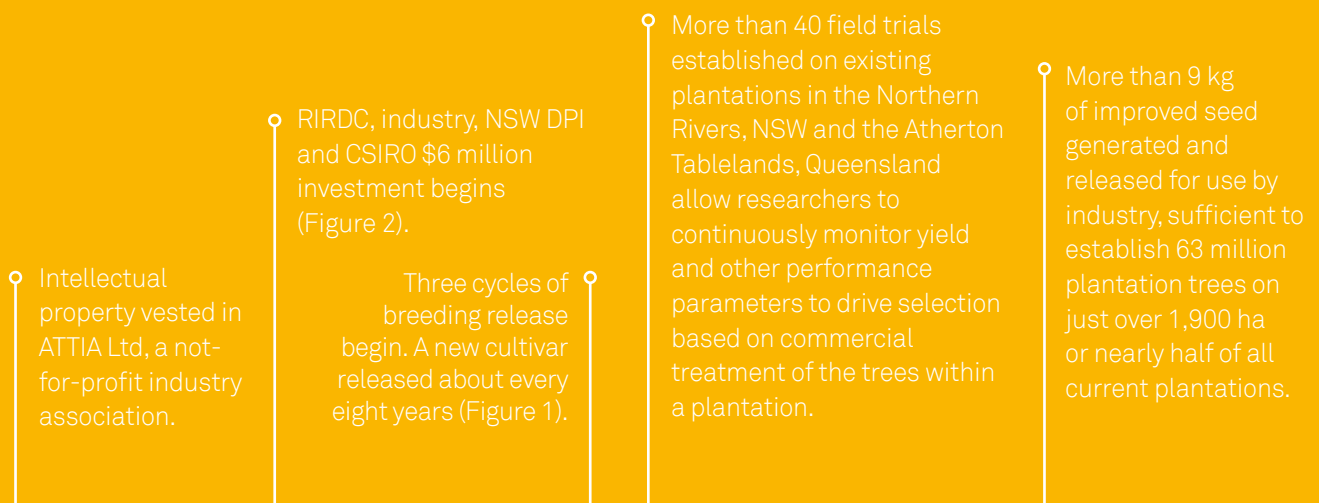 Intellectual
property vested in
ATTIA Ltd, a not-
for-profit industry
association.
RIRDC, industry, NSW DPI
and CSIRO $6 million
investment begins
(Figure 2).
Three cycles of
breeding release
begin. A new cultivar
released about every
eight years (Figure 1).
More than 40 field trials
established on existing
plantations in the Northern
Rivers, NSW and the Atherton
Tablelands, Queensland
allow researchers to
continuously monitor yield
and other performance
parameters to drive selection
based on commercial
treatment of the trees within
a plantation.
More than 9 kg
of improved seed
generated and
released for use by
industry, sufficient to
establish 63 million
plantation trees on
just over 1,900 ha
or nearly half of all
current plantations.